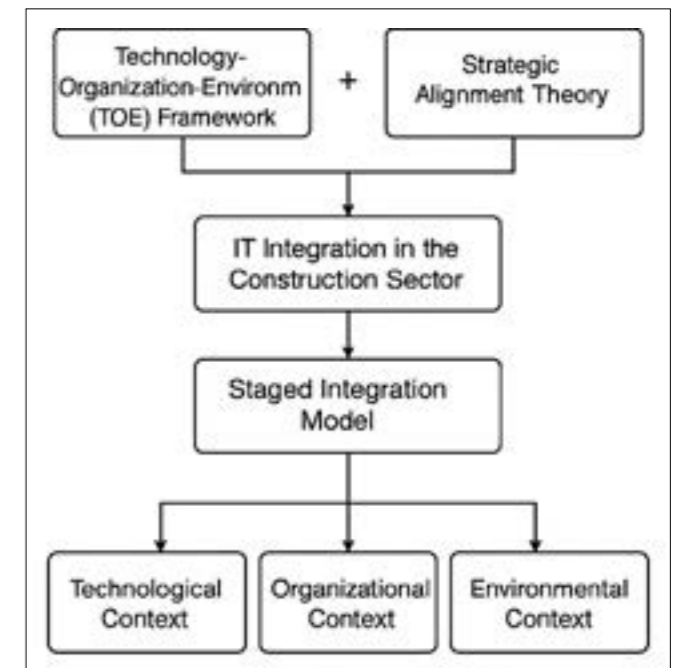 Technology-
Organization-Environm
(TOE) Framework
+
Strategic
Alignment Theory
IT Integration in the
Construction Sector
Staged Integration
Model
Technological
Context
Organizational
Context
Environmental
Context